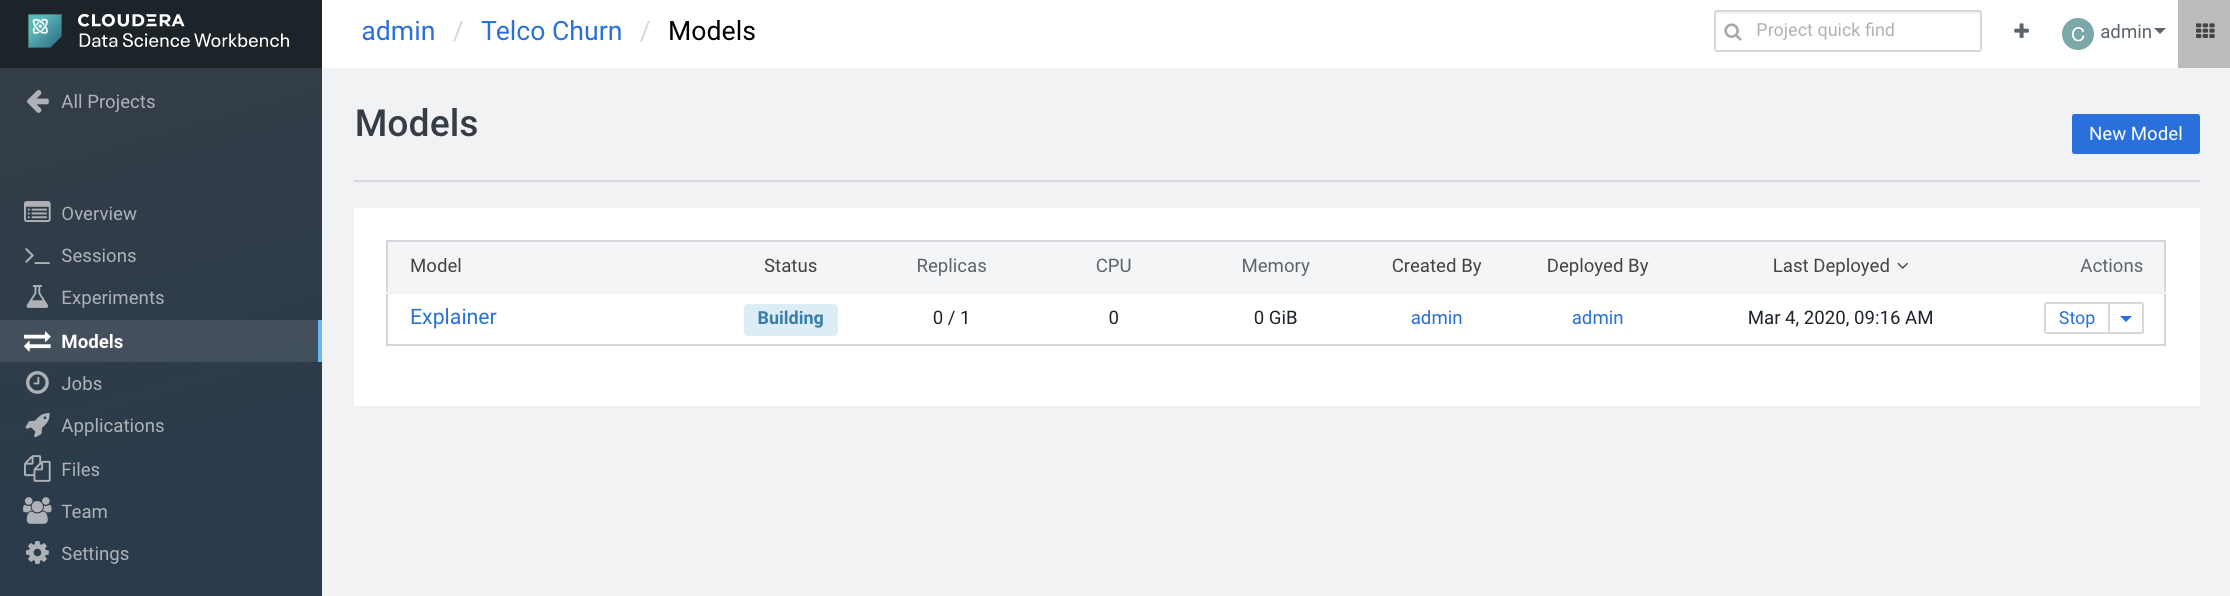 CLOUDERA
Data Science Workbench
admin / Telco Churn / Models
Project quick find
C admin
All Projects
Overview
Sessions
Experiments
Models
Jobs
Applications
Files
Team
Settings
Models
New Model
Model Status Replicas CPU Memory Created By Deployed By Last Deployed Actions
Explainer Building 0 / 1 0 0 GiB admin admin Mar 4, 2020, 09:16 AM Stop